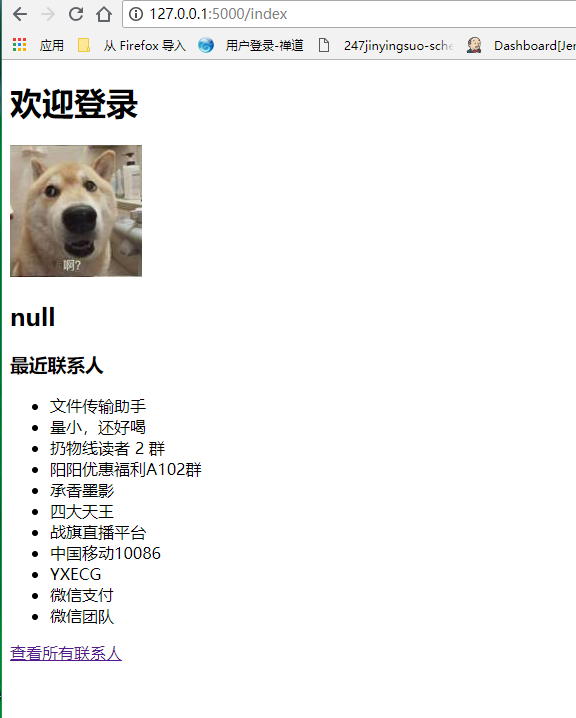 127.0.0.1:5000/index
应用 从 Firefox 导入 用户登录-禅道 247jinyingsuo-sche Dashboard[Jen
欢迎登录
啊?
null
最近联系人
文件传输助手
量小，还好喝
扔物线读者 2 群
阳阳优惠福利A102群
承香墨影
四大天王
战旗直播平台
中国移动10086
YXECG
微信支付
微信团队
查看所有联系人